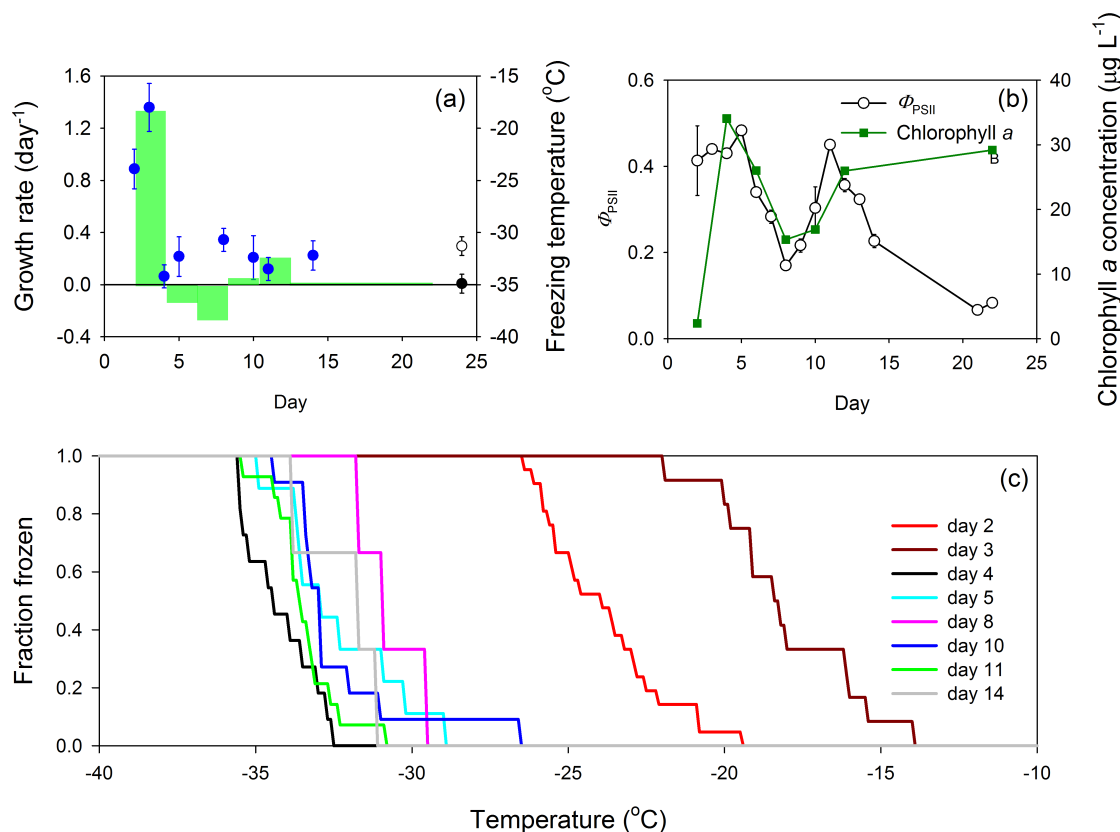 (a)
1.6
1.2
0.8
0.4
0.0
-0.4
Growth rate (day⁻¹)
-15
-20
-25
-30
-35
-40
Freezing temperature (°C)
0 5 10 15 20 25
Day
(b)
Φ_PSII
Chlorophyll a
0.6
0.4
0.2
0.0
Φ_PSII
40
30
20
10
0
Chlorophyll a concentration (µg L⁻¹)
0 5 10 15 20 25
Day
(c)
1.0
0.8
0.6
0.4
0.2
0.0
Fraction frozen
day 2
day 3
day 4
day 5
day 8
day 10
day 11
day 14
-40 -35 -30 -25 -20 -15 -10
Temperature (°C)